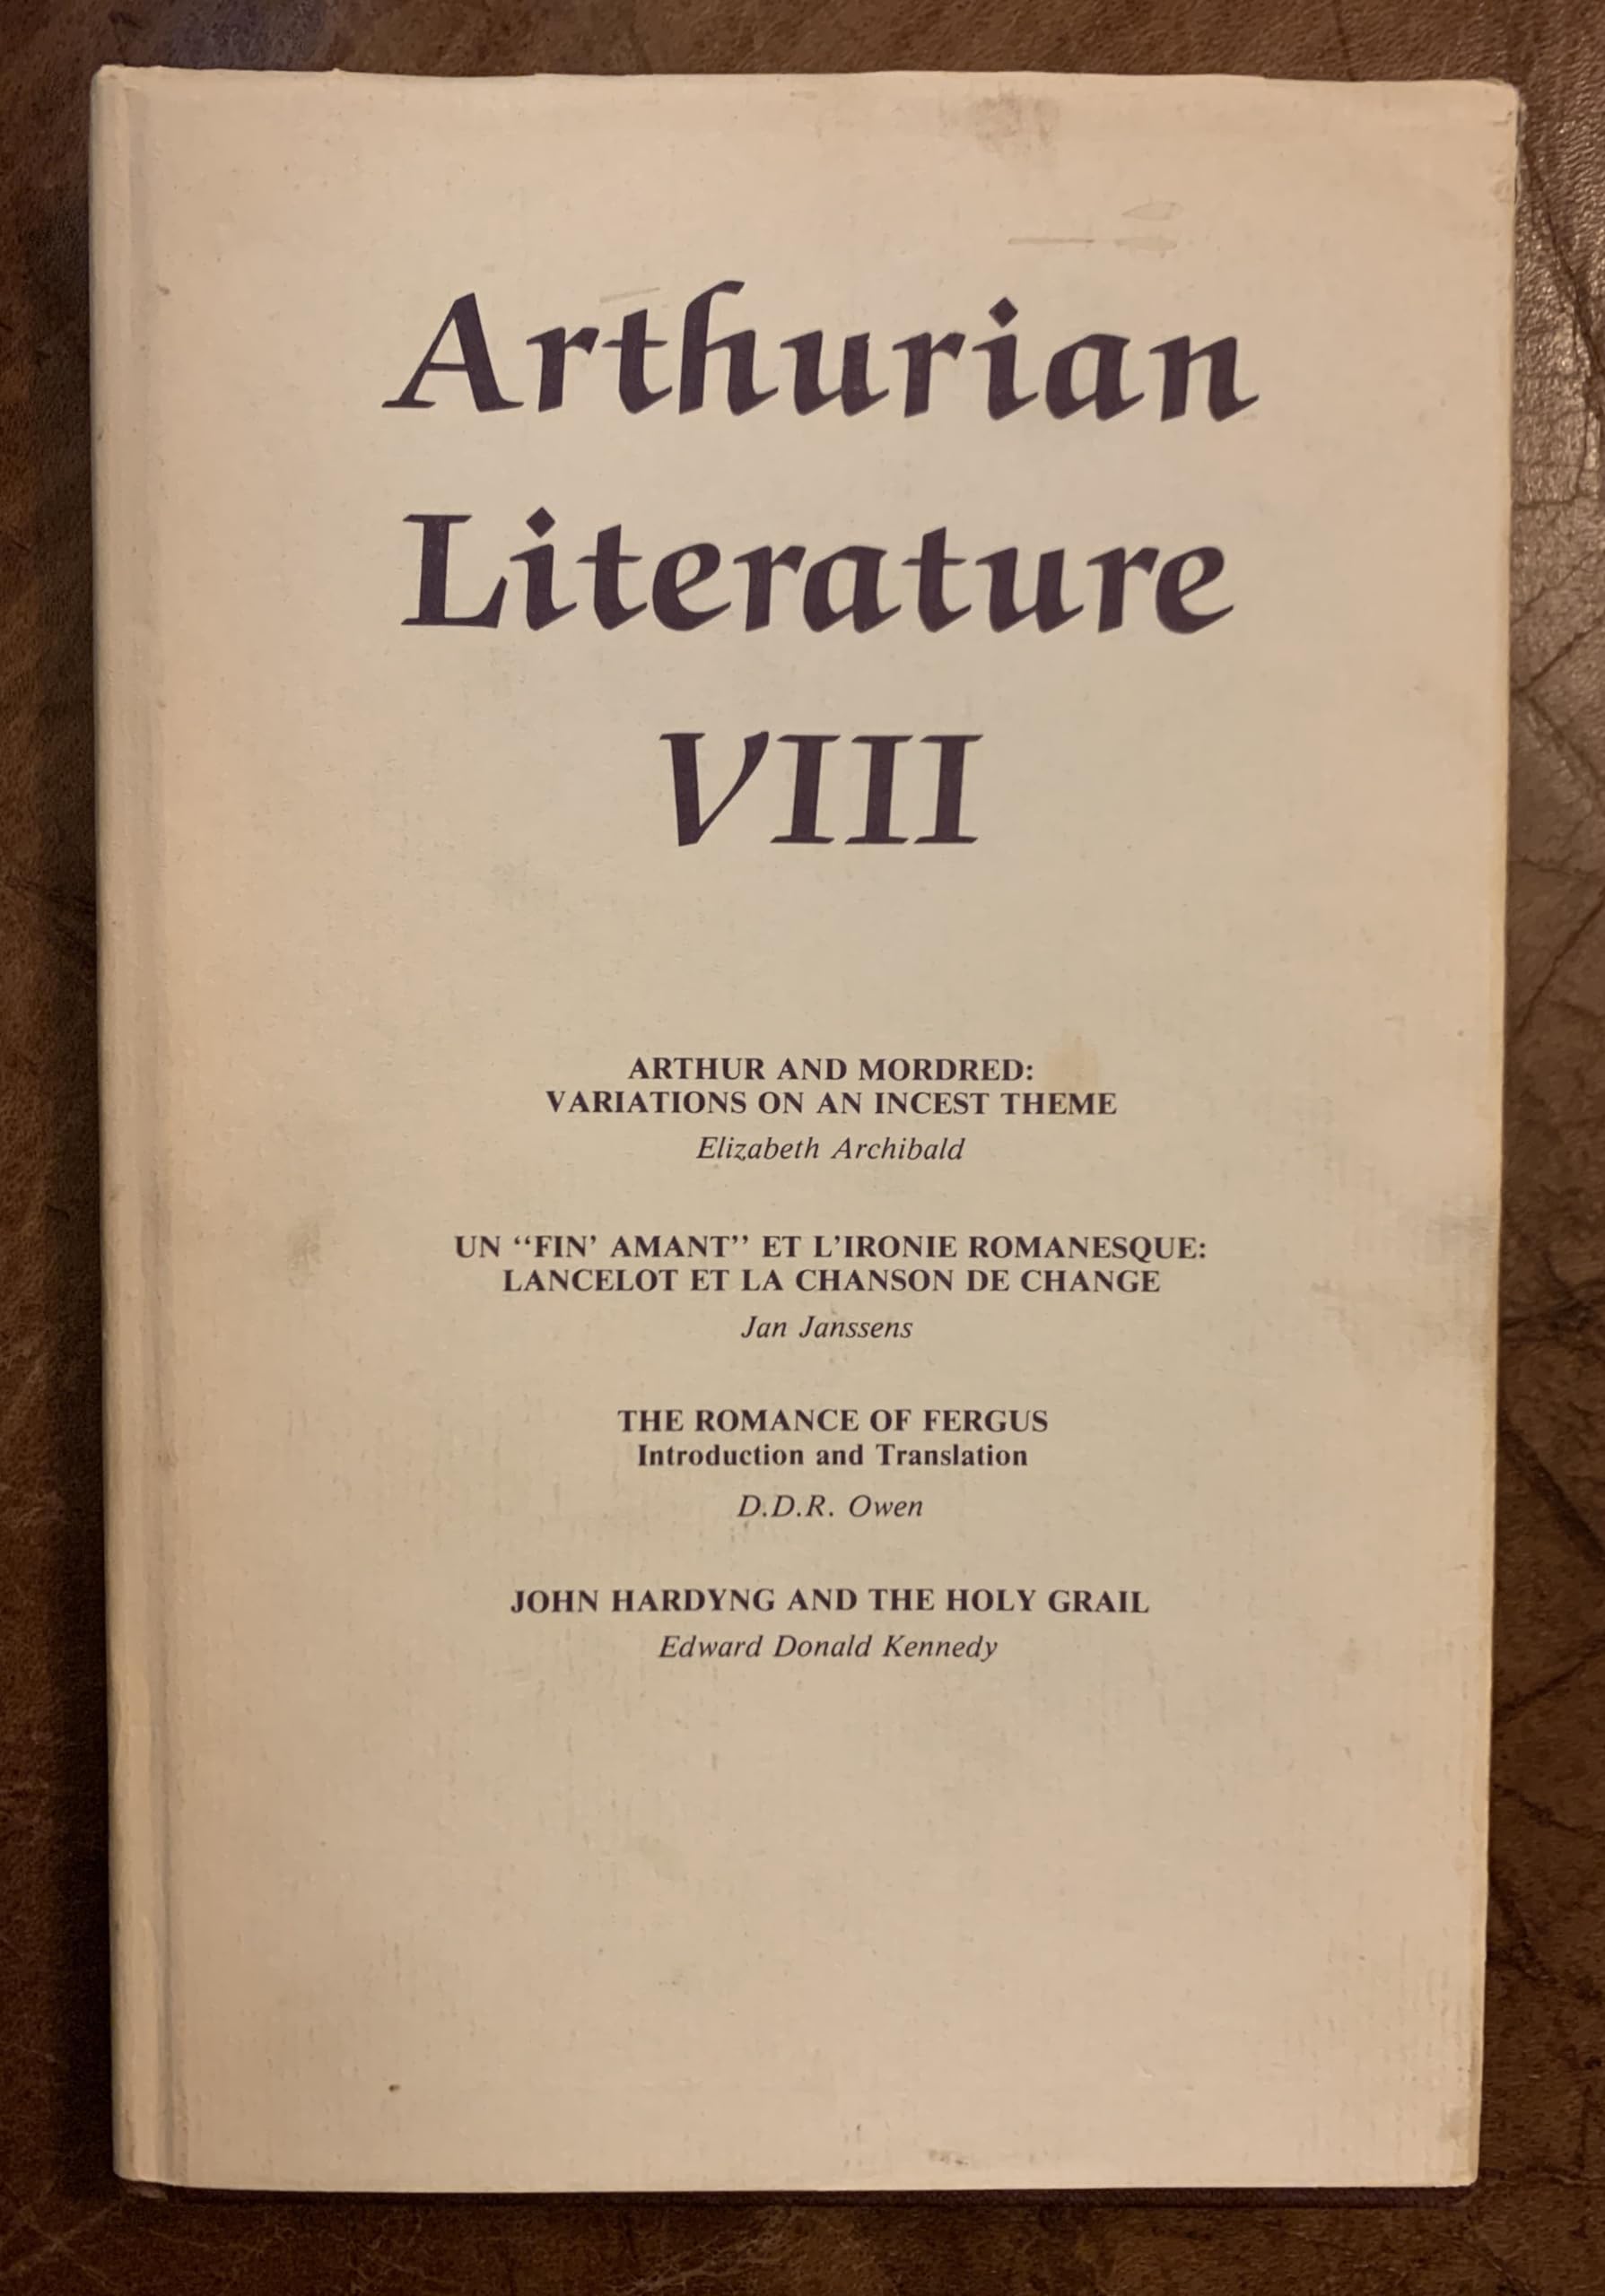 Arthurian
Literature
VIII
ARTHUR AND MORDRED:
VARIATIONS ON AN INCEST THEME
Elizabeth Archibald
UN “FIN’ AMANT” ET L’IRONIE ROMANESQUE:
LANCELOT ET LA CHANSON DE CHANGE
Jan Janssens
THE ROMANCE OF FERGUS
Introduction and Translation
D.D.R. Owen
JOHN HARDYNG AND THE HOLY GRAIL
Edward Donald Kennedy